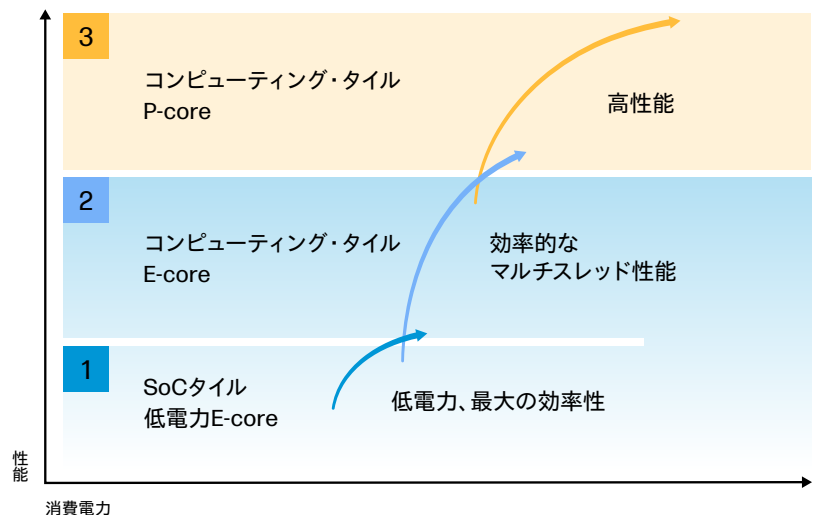 3
コンピューティング・タイル
P-core
高性能
2
コンピューティング・タイル
E-core
効率的な
マルチスレッド性能
1
SoCタイル
低電力E-core
低電力、最大の効率性
性能
消費電力